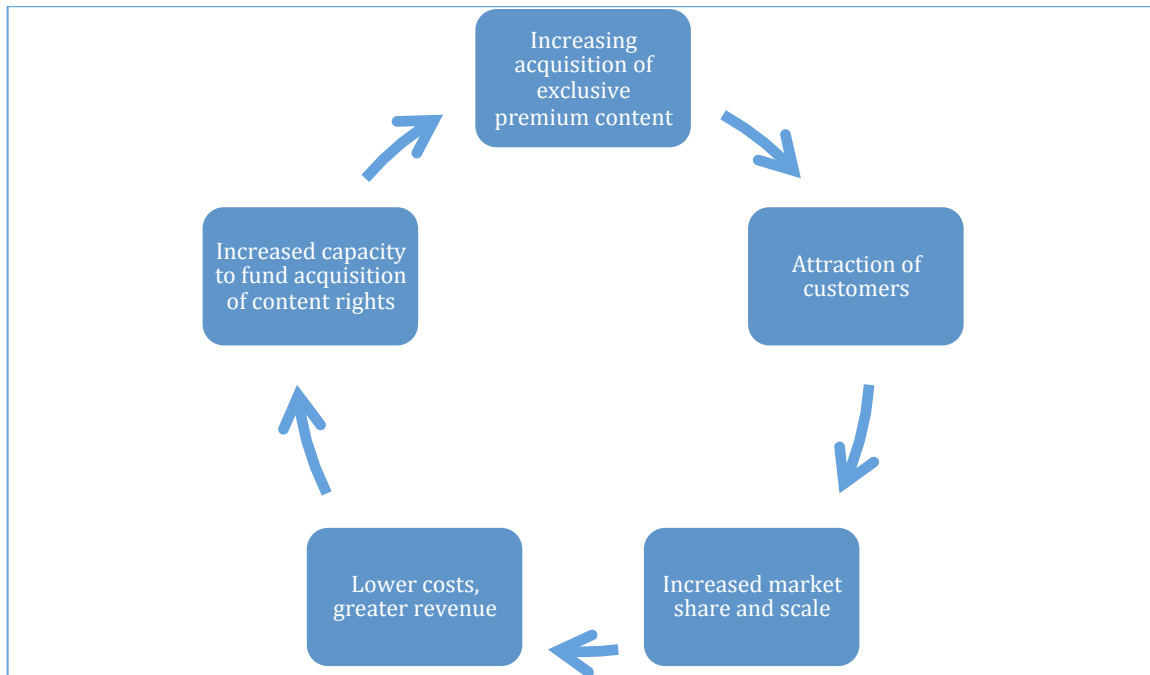 Increasing
acquisition of
exclusive
premium content
Attraction of
customers
Increased market
share and scale
Lower costs,
greater revenue
Increased capacity
to fund acquisition
of content rights